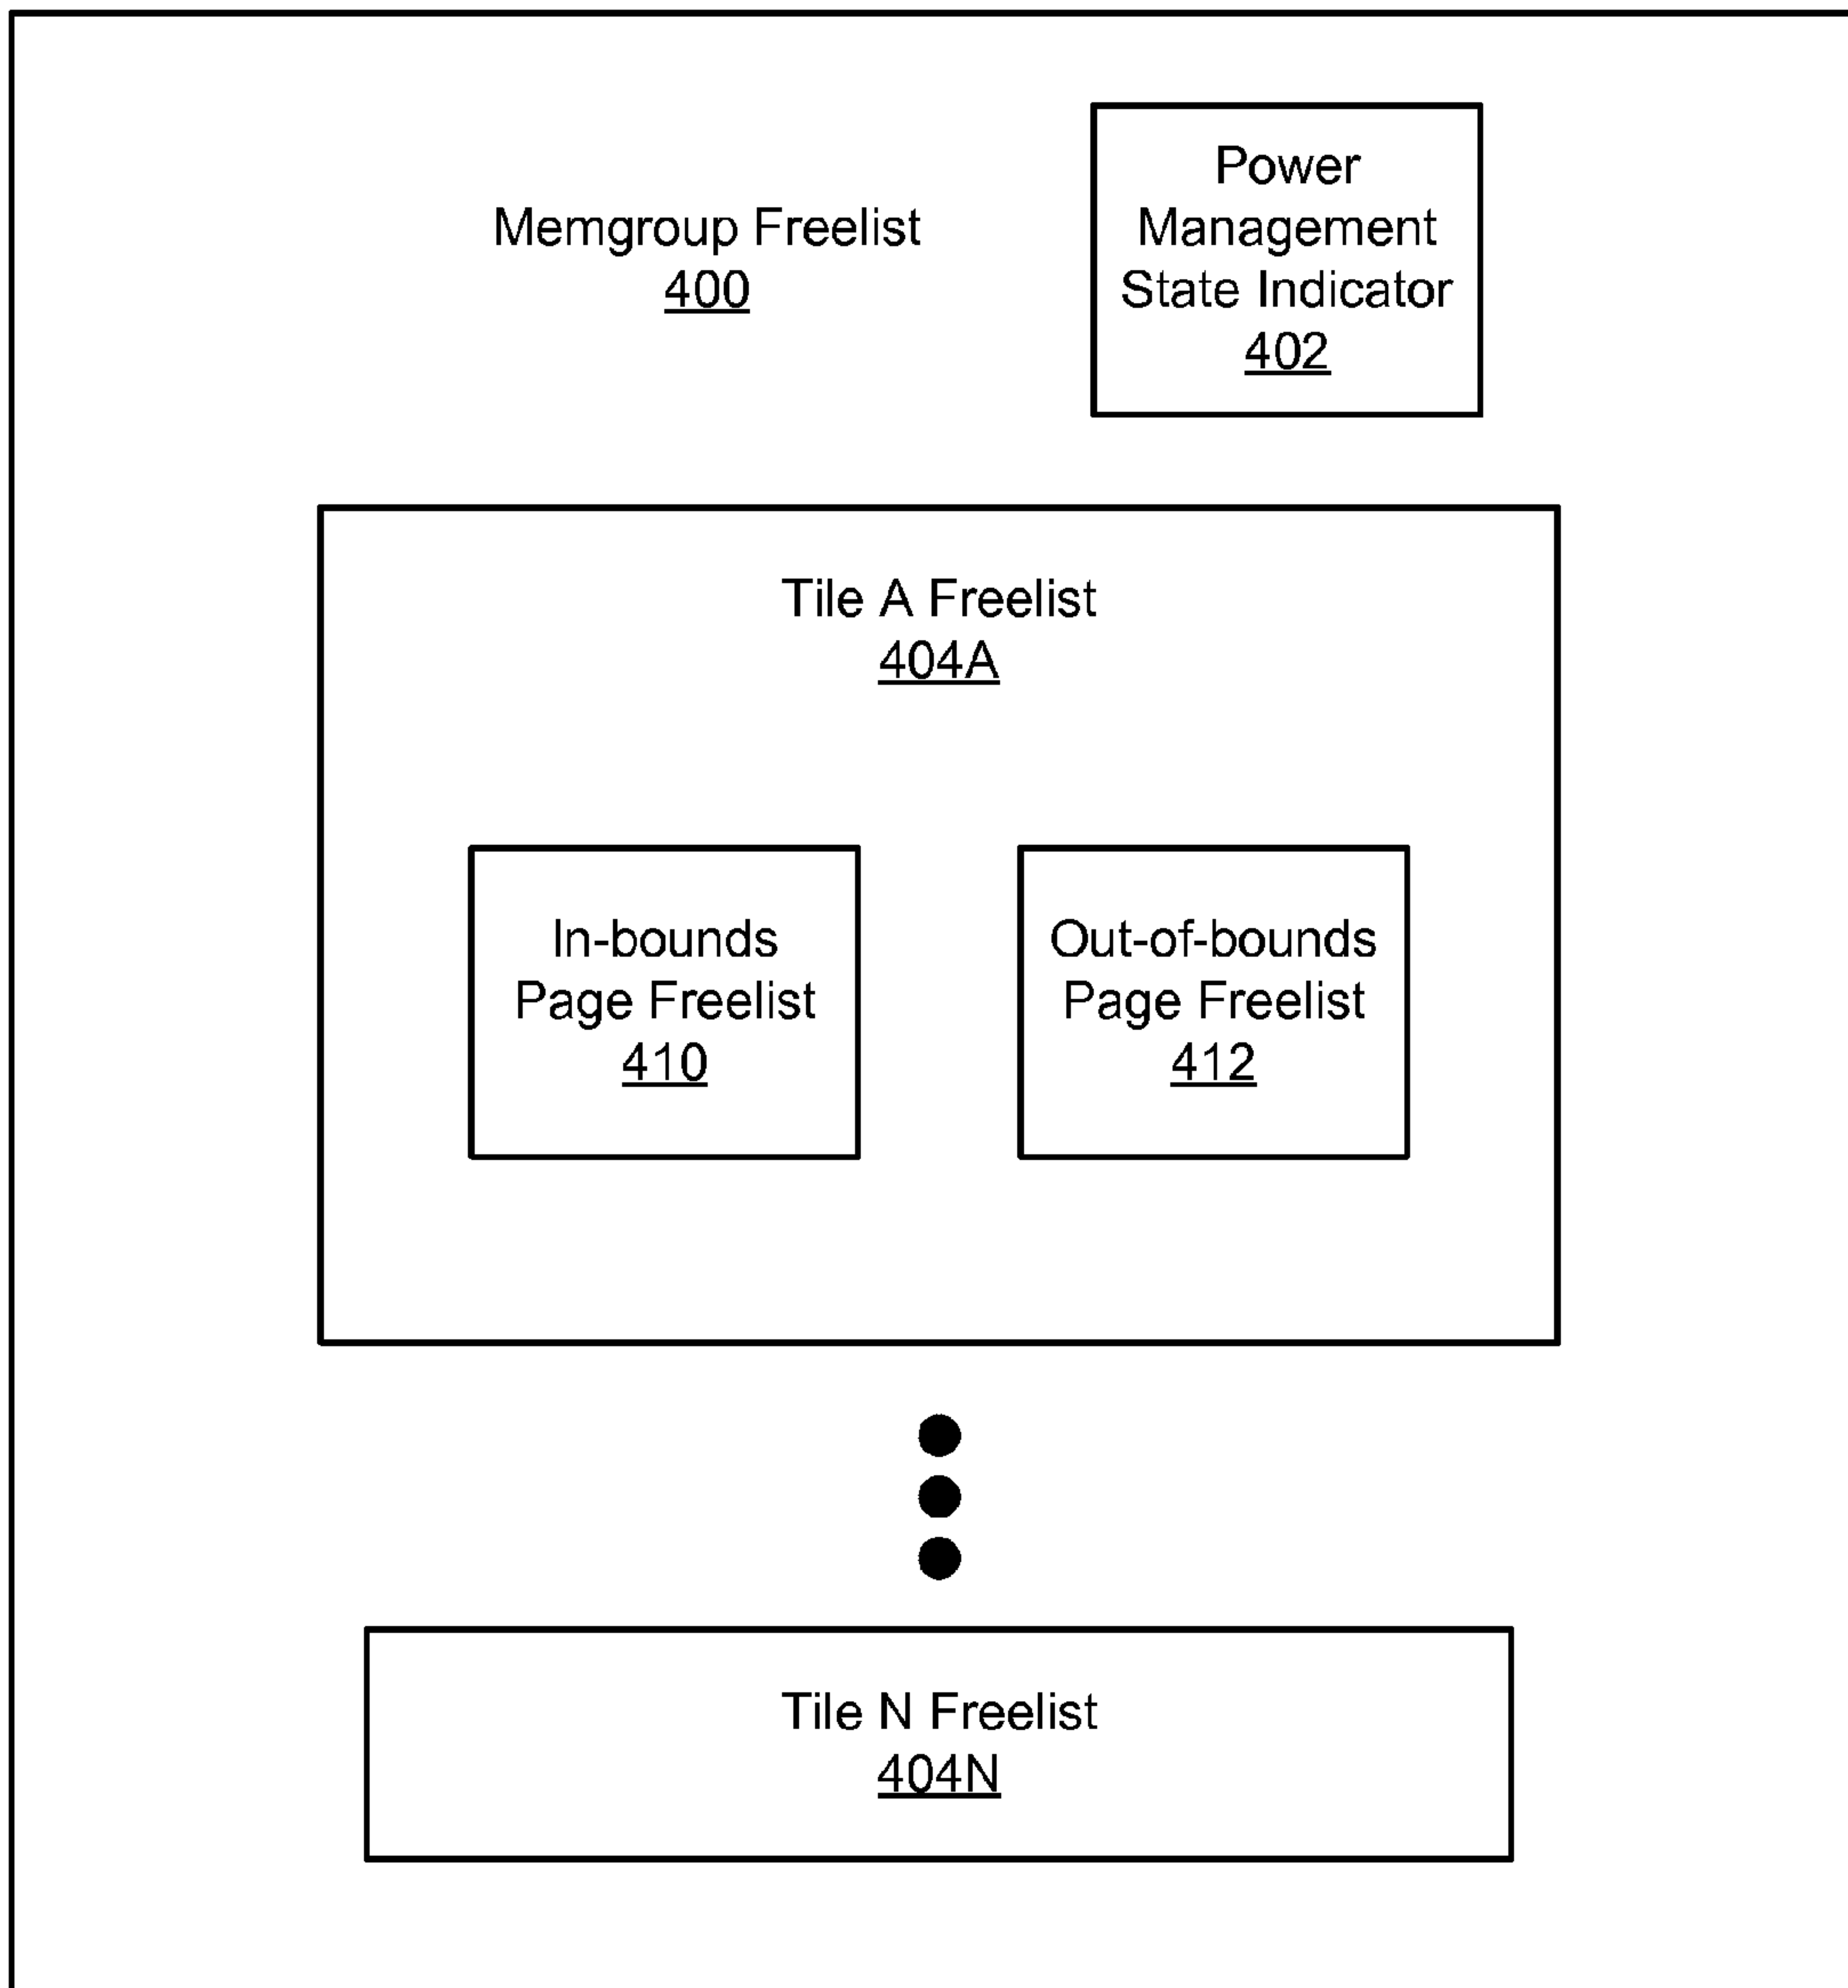 Memgroup Freelist
400
Power
Management
State Indicator
402
Tile A Freelist
404A
In-bounds
Page Freelist
410
Out-of-bounds
Page Freelist
412
Tile N Freelist
404N